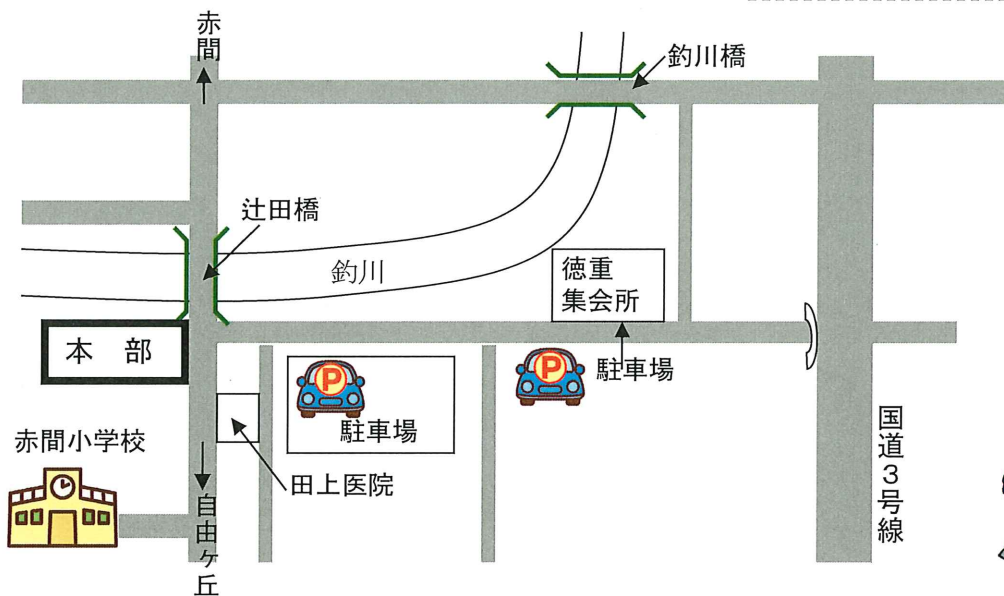 赤間
釣川橋
辻田橋
釣川
徳重
集会所
本 部
P
P
駐車場
赤間小学校
駐車場
国道3号線
田上医院
自由ヶ丘